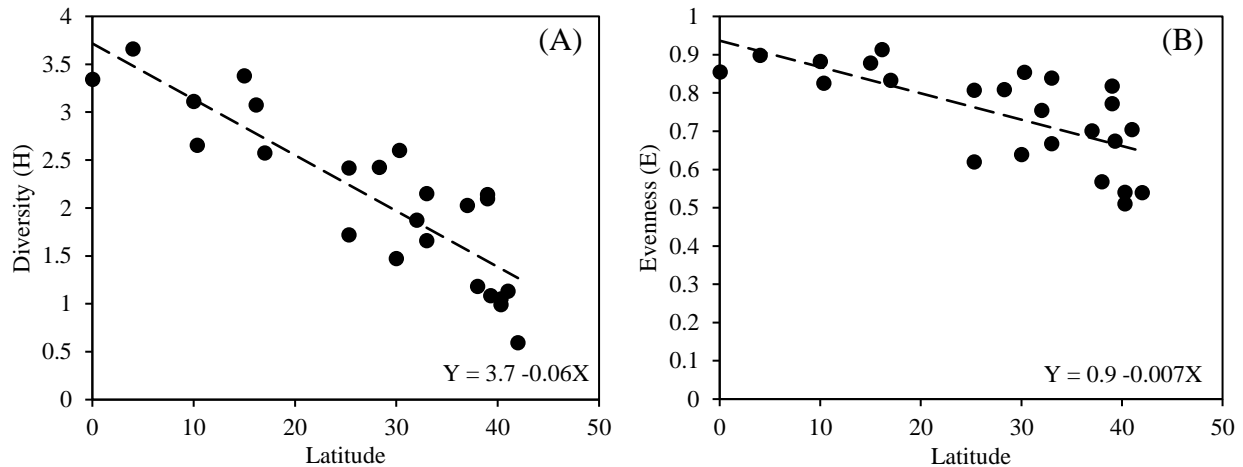 (A)
Diversity (H)
4
3.5
3
2.5
2
1.5
1
0.5
0
Y = 3.7 -0.06X
0 10 20 30 40 50
Latitude
(B)
Evenness (E)
1
0.9
0.8
0.7
0.6
0.5
0.4
0.3
0.2
0.1
0
Y = 0.9 -0.007X
0 10 20 30 40 50
Latitude